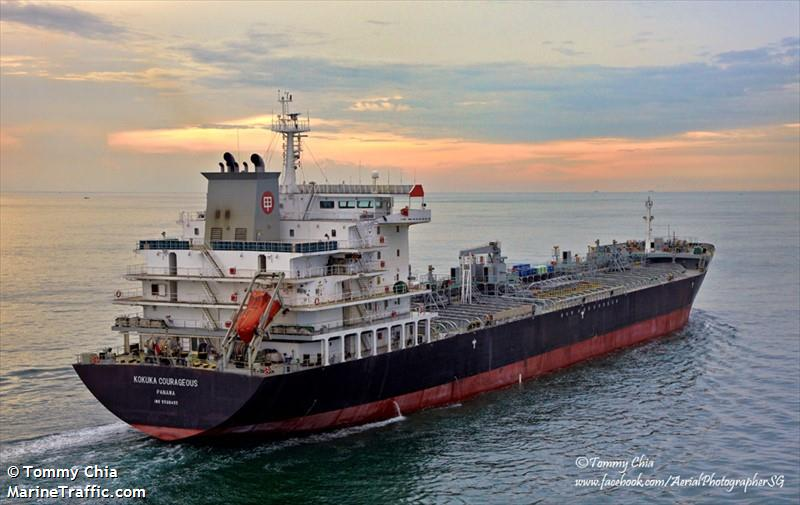 KOKUKA COURAGEOUS
PANAMA
©Tommy Chia
www.facebook.com/AerialPhotographerSG
© Tommy Chia
MarineTraffic.com